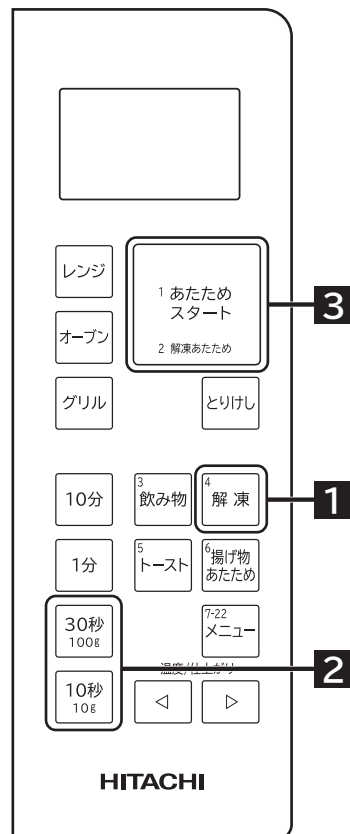 レンジ
1 あたため
スタート
2 解凍あたため
3
オーブン
グリル
とりけし
10分
3 飲み物
4 解凍
1
1分
5 トースト
6 揚げ物
あたため
30秒
100g
7-22
メニュー
2
温度/仕上がり
10秒
10g
◁
▷
HITACHI